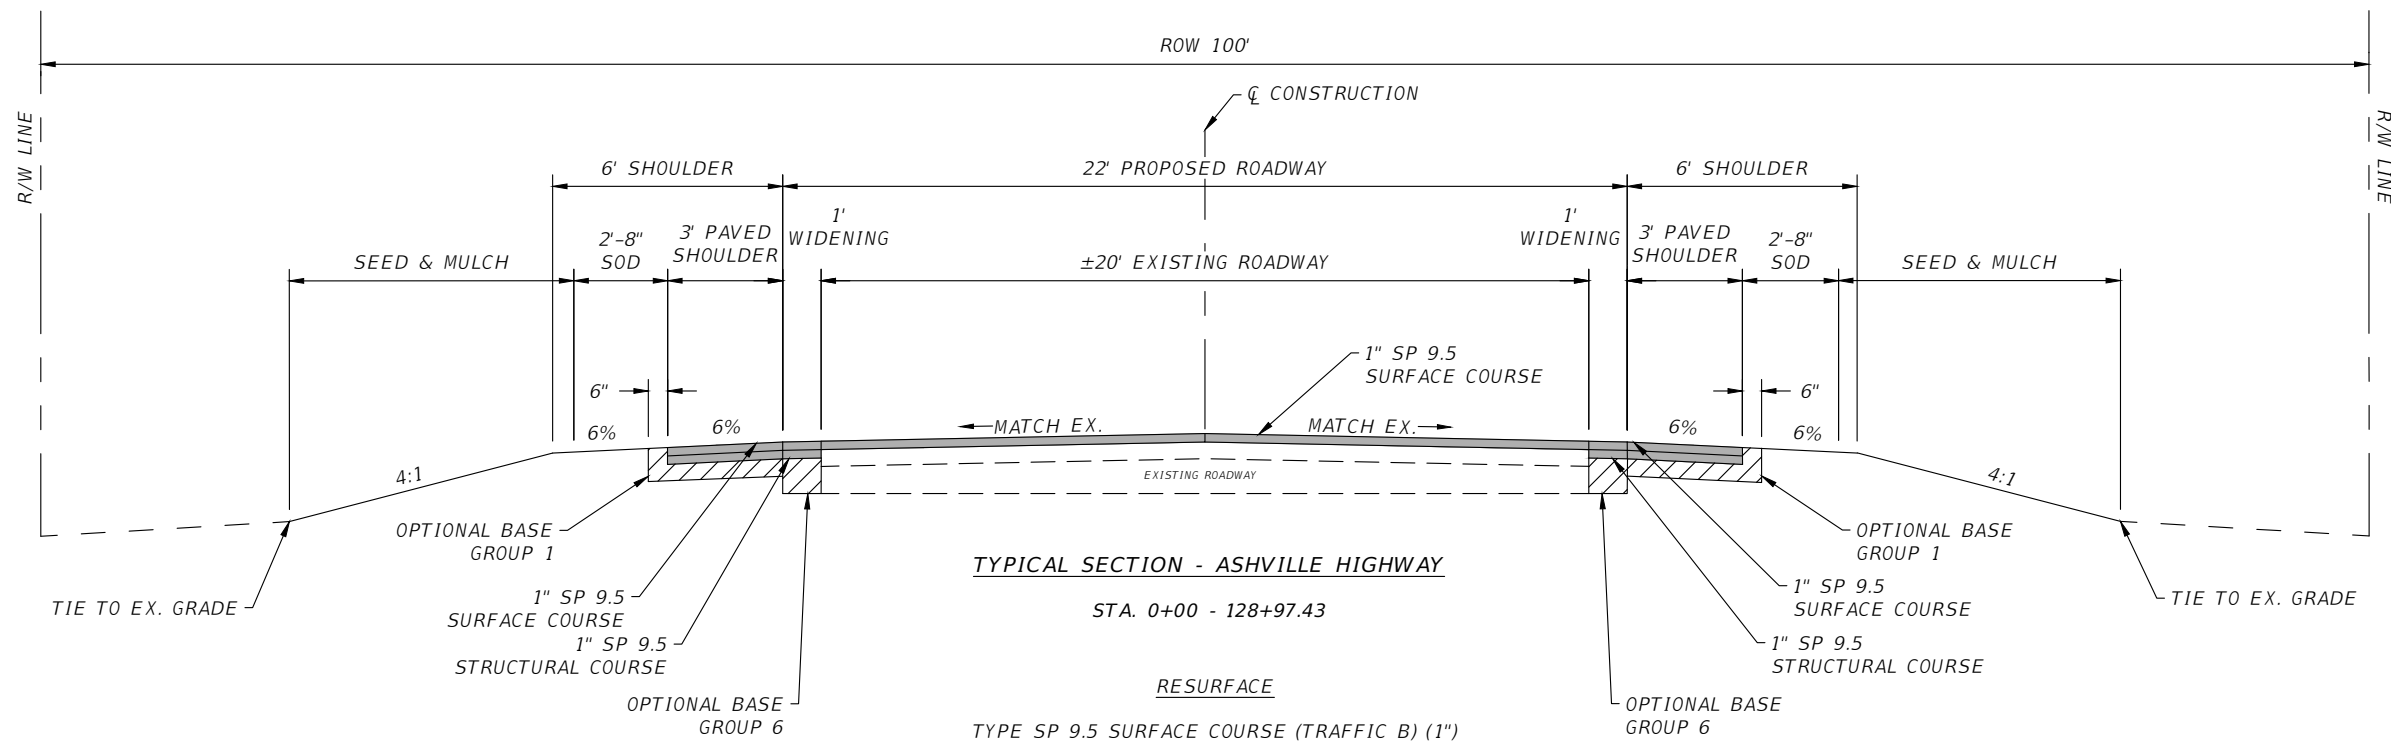 ROW 100'
℄ CONSTRUCTION
R/W LINE
R/W LINE
6' SHOULDER
22' PROPOSED ROADWAY
6' SHOULDER
1'
WIDENING
1'
WIDENING
2'-8"
SOD
3' PAVED
SHOULDER
3' PAVED
SHOULDER
2'-8"
SOD
SEED & MULCH
±20' EXISTING ROADWAY
SEED & MULCH
1" SP 9.5
SURFACE COURSE
6"
6"
6%
6%
MATCH EX.
MATCH EX.
6%
6%
4:1
4:1
EXISTING ROADWAY
OPTIONAL BASE
GROUP 1
OPTIONAL BASE
GROUP 1
TYPICAL SECTION - ASHVILLE HIGHWAY
STA. 0+00 - 128+97.43
TIE TO EX. GRADE
1" SP 9.5
SURFACE COURSE
1" SP 9.5
SURFACE COURSE
TIE TO EX. GRADE
1" SP 9.5
STRUCTURAL COURSE
1" SP 9.5
STRUCTURAL COURSE
RESURFACE
OPTIONAL BASE
GROUP 6
OPTIONAL BASE
GROUP 6
TYPE SP 9.5 SURFACE COURSE (TRAFFIC B) (1")